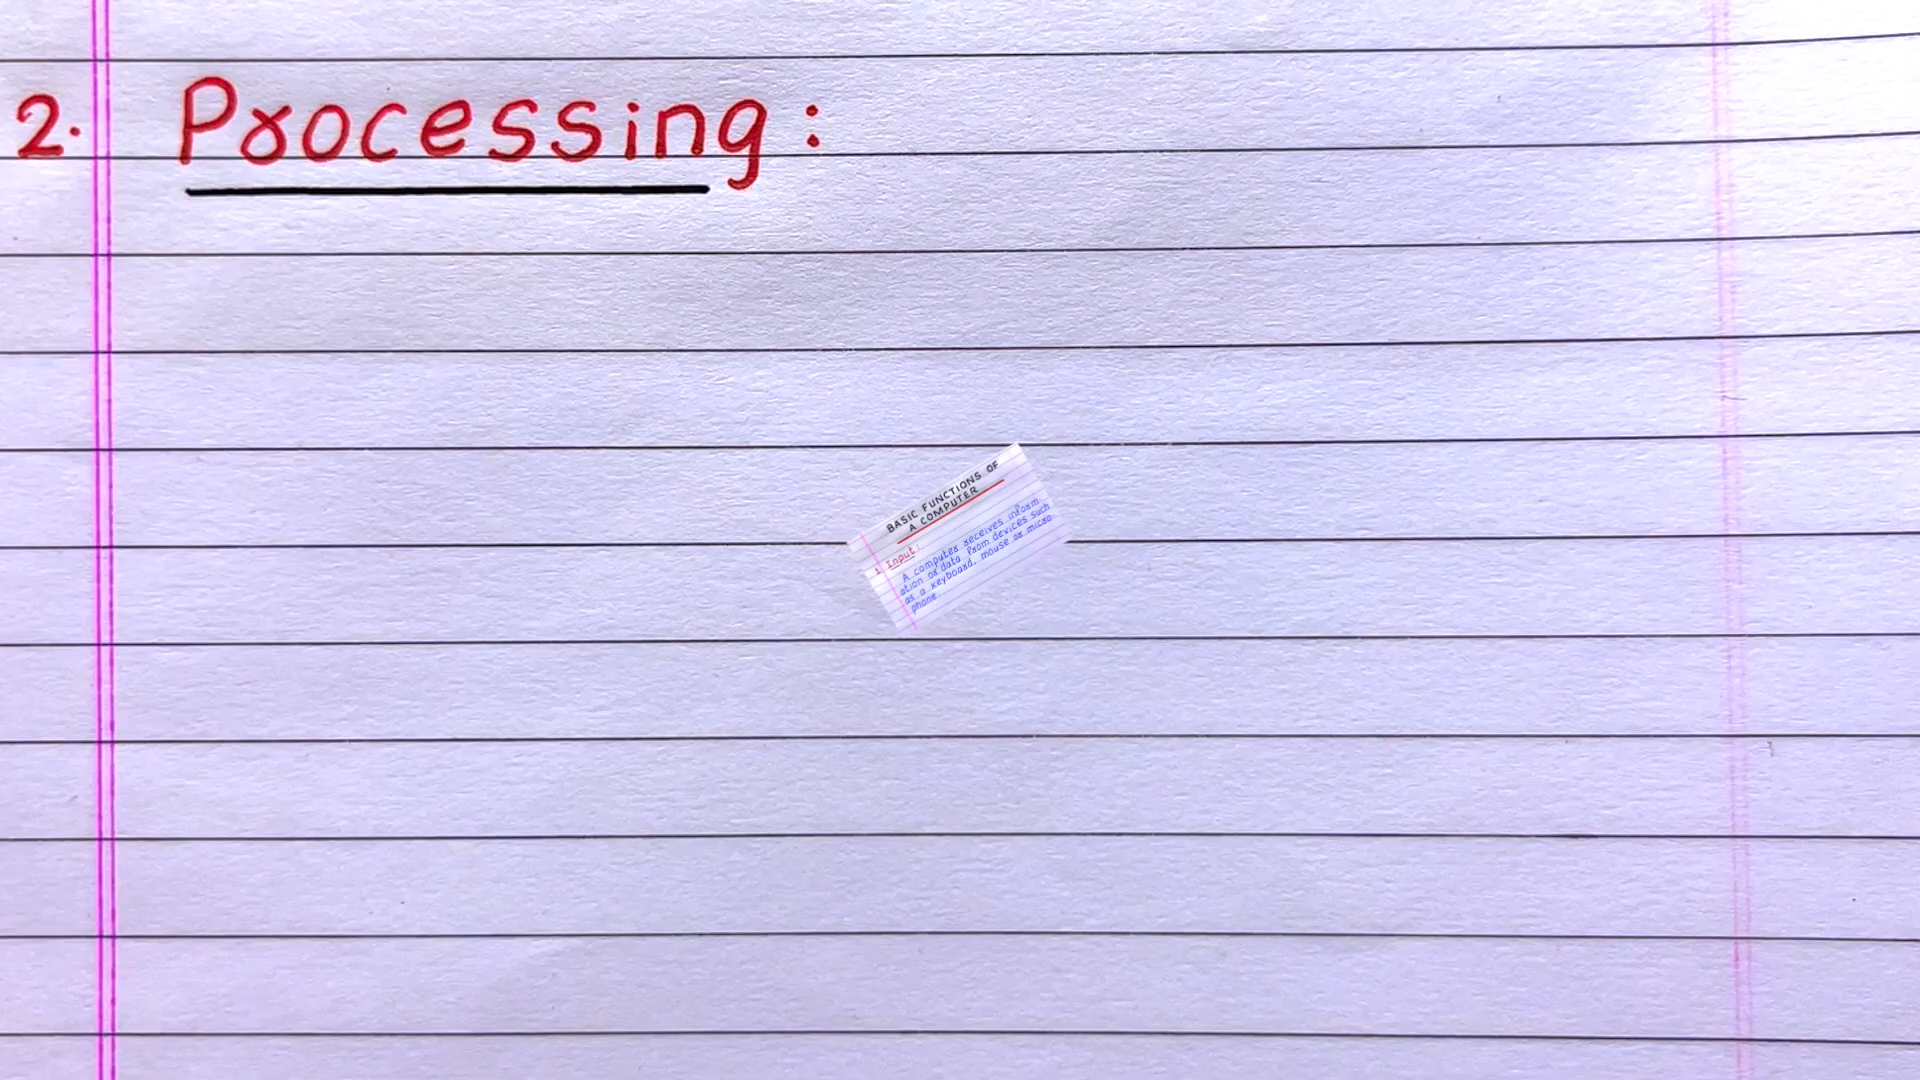 2. Processing:
BASIC FUNCTIONS OF
A COMPUTER
1. Input:
A computer receives inform-
ation or data from devices such
as a keyboard, mouse or micro-
phone.